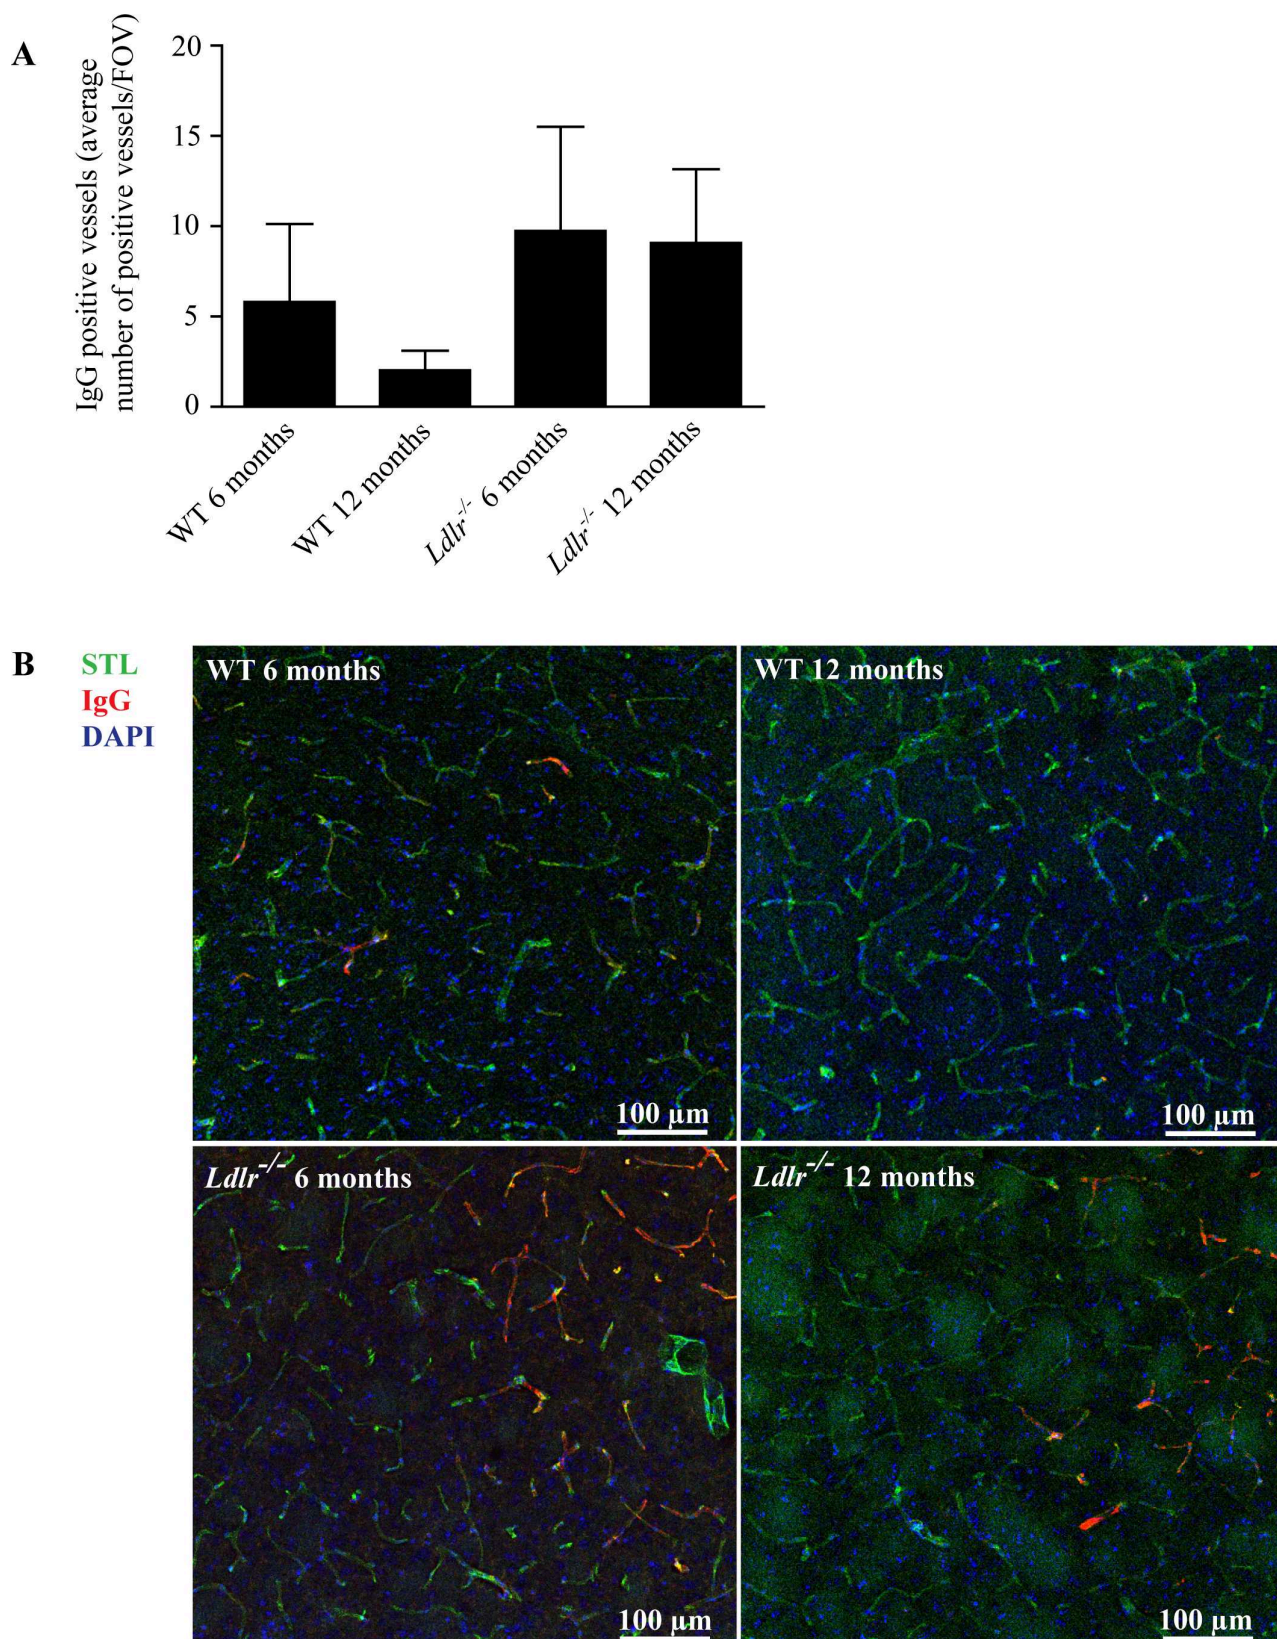 A
IgG positive vessels (average
number of positive vessels/FOV)
20
15
10
5
0
WT 6 months
WT 12 months
Ldlr-/- 6 months
Ldlr-/- 12 months
B
STL
IgG
DAPI
WT 6 months
WT 12 months
100 µm
100 µm
Ldlr-/- 6 months
Ldlr-/- 12 months
100 µm
100 µm